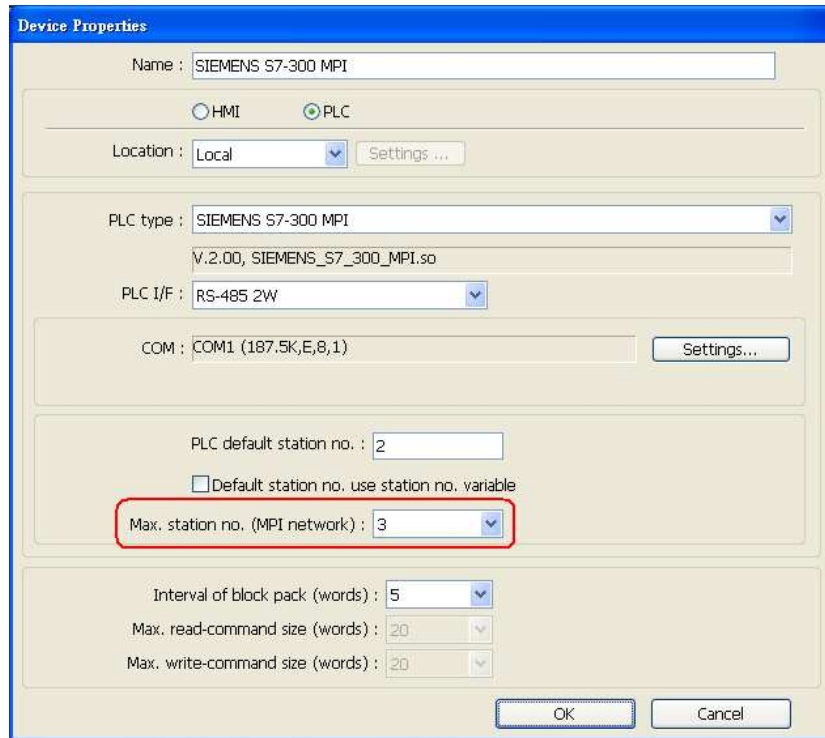 Device Properties
Name : SIEMENS S7-300 MPI
HMI PLC
Location : Local Settings ...
PLC type : SIEMENS S7-300 MPI
V.2.00, SIEMENS_S7_300_MPI.so
PLC I/F : RS-485 2W
COM : COM1 (187.5K,E,8,1) Settings...
PLC default station no. : 2
Default station no. use station no. variable
Max. station no. (MPI network) : 3
Interval of block pack (words) : 5
Max. read-command size (words) : 20
Max. write-command size (words) : 20
OK Cancel